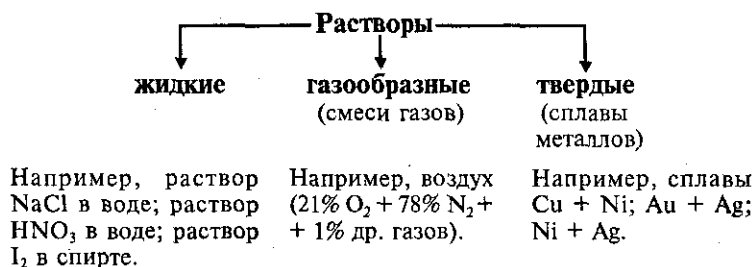 Растворы
жидкие
газообразные
(смеси газов)
твердые
(сплавы
металлов)
Например, раствор
NaCl в воде; раствор
HNO₃ в воде; раствор
I₂ в спирте.
Например, воздух
(21% O₂ + 78% N₂ +
+ 1% др. газов).
Например, сплавы
Cu + Ni; Au + Ag;
Ni + Ag.